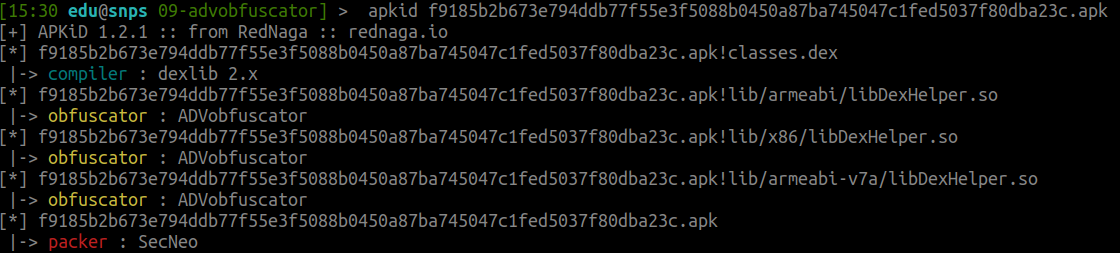 [15:30 edu@snps 09-advobfuscator] >  apkid f9185b2b673e794ddb77f55e3f5088b0450a87ba745047c1fed5037f80dba23c.apk
[+] APKiD 1.2.1 :: from RedNaga :: rednaga.io
[*] f9185b2b673e794ddb77f55e3f5088b0450a87ba745047c1fed5037f80dba23c.apk!classes.dex
 |-> compiler : dexlib 2.x
[*] f9185b2b673e794ddb77f55e3f5088b0450a87ba745047c1fed5037f80dba23c.apk!lib/armeabi/libDexHelper.so
 |-> obfuscator : ADVobfuscator
[*] f9185b2b673e794ddb77f55e3f5088b0450a87ba745047c1fed5037f80dba23c.apk!lib/x86/libDexHelper.so
 |-> obfuscator : ADVobfuscator
[*] f9185b2b673e794ddb77f55e3f5088b0450a87ba745047c1fed5037f80dba23c.apk!lib/armeabi-v7a/libDexHelper.so
 |-> obfuscator : ADVobfuscator
[*] f9185b2b673e794ddb77f55e3f5088b0450a87ba745047c1fed5037f80dba23c.apk
 |-> packer : SecNeo